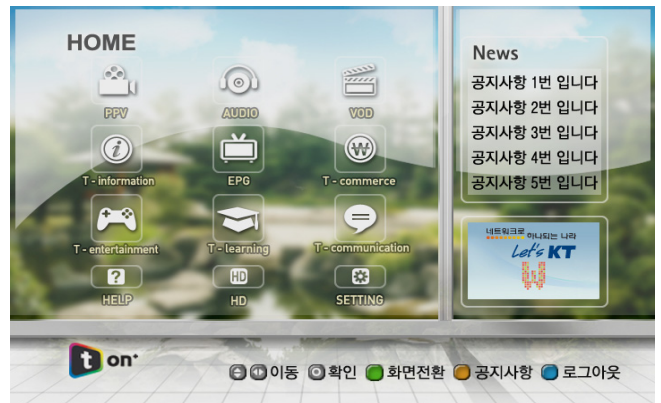 HOME
PPV
AUDIO
VOD
T - information
EPG
T - commerce
T - entertainment
T - learning
T - communication
?
HELP
HD
HD
SETTING
News
공지사항 1번 입니다
공지사항 2번 입니다
공지사항 3번 입니다
공지사항 4번 입니다
공지사항 5번 입니다
네트워크로 하나되는 나라
Let's KT
t on+
이동 확인 화면전환 공지사항 로그아웃